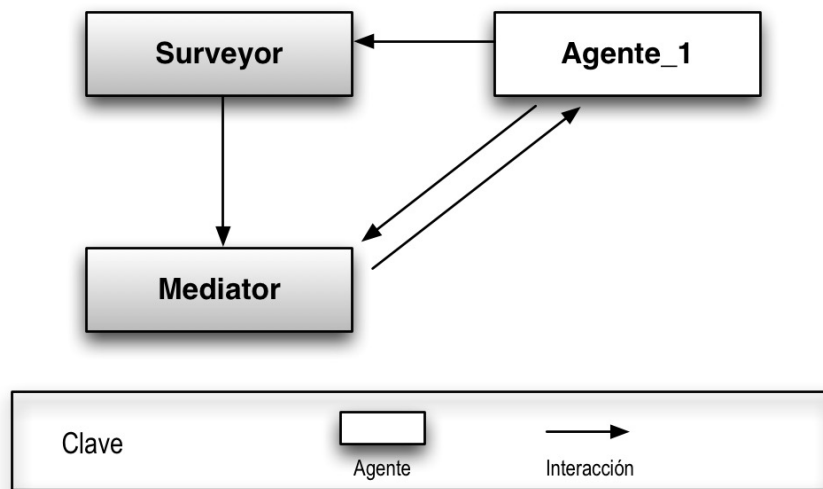 Surveyor
Agente_1
Mediator
Clave
Agente
Interacción